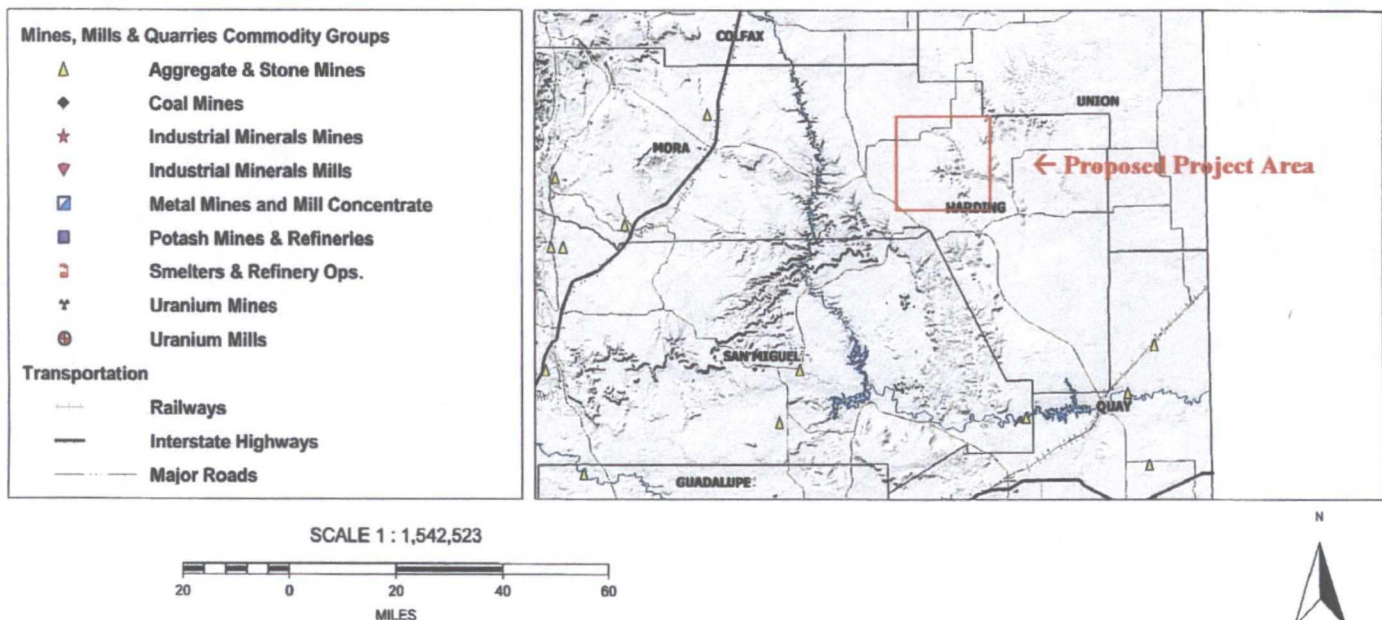 Mines, Mills & Quarries Commodity Groups
Aggregate & Stone Mines
Coal Mines
Industrial Minerals Mines
Industrial Minerals Mills
Metal Mines and Mill Concentrate
Potash Mines & Refineries
Smelters & Refinery Ops.
Uranium Mines
Uranium Mills
Transportation
Railways
Interstate Highways
Major Roads
COLFAX
UNION
MORA
← Proposed Project Area
HARDING
SAN MIGUEL
QUAY
GUADALUPE
SCALE 1 : 1,542,523
20 0 20 40 60
MILES
N